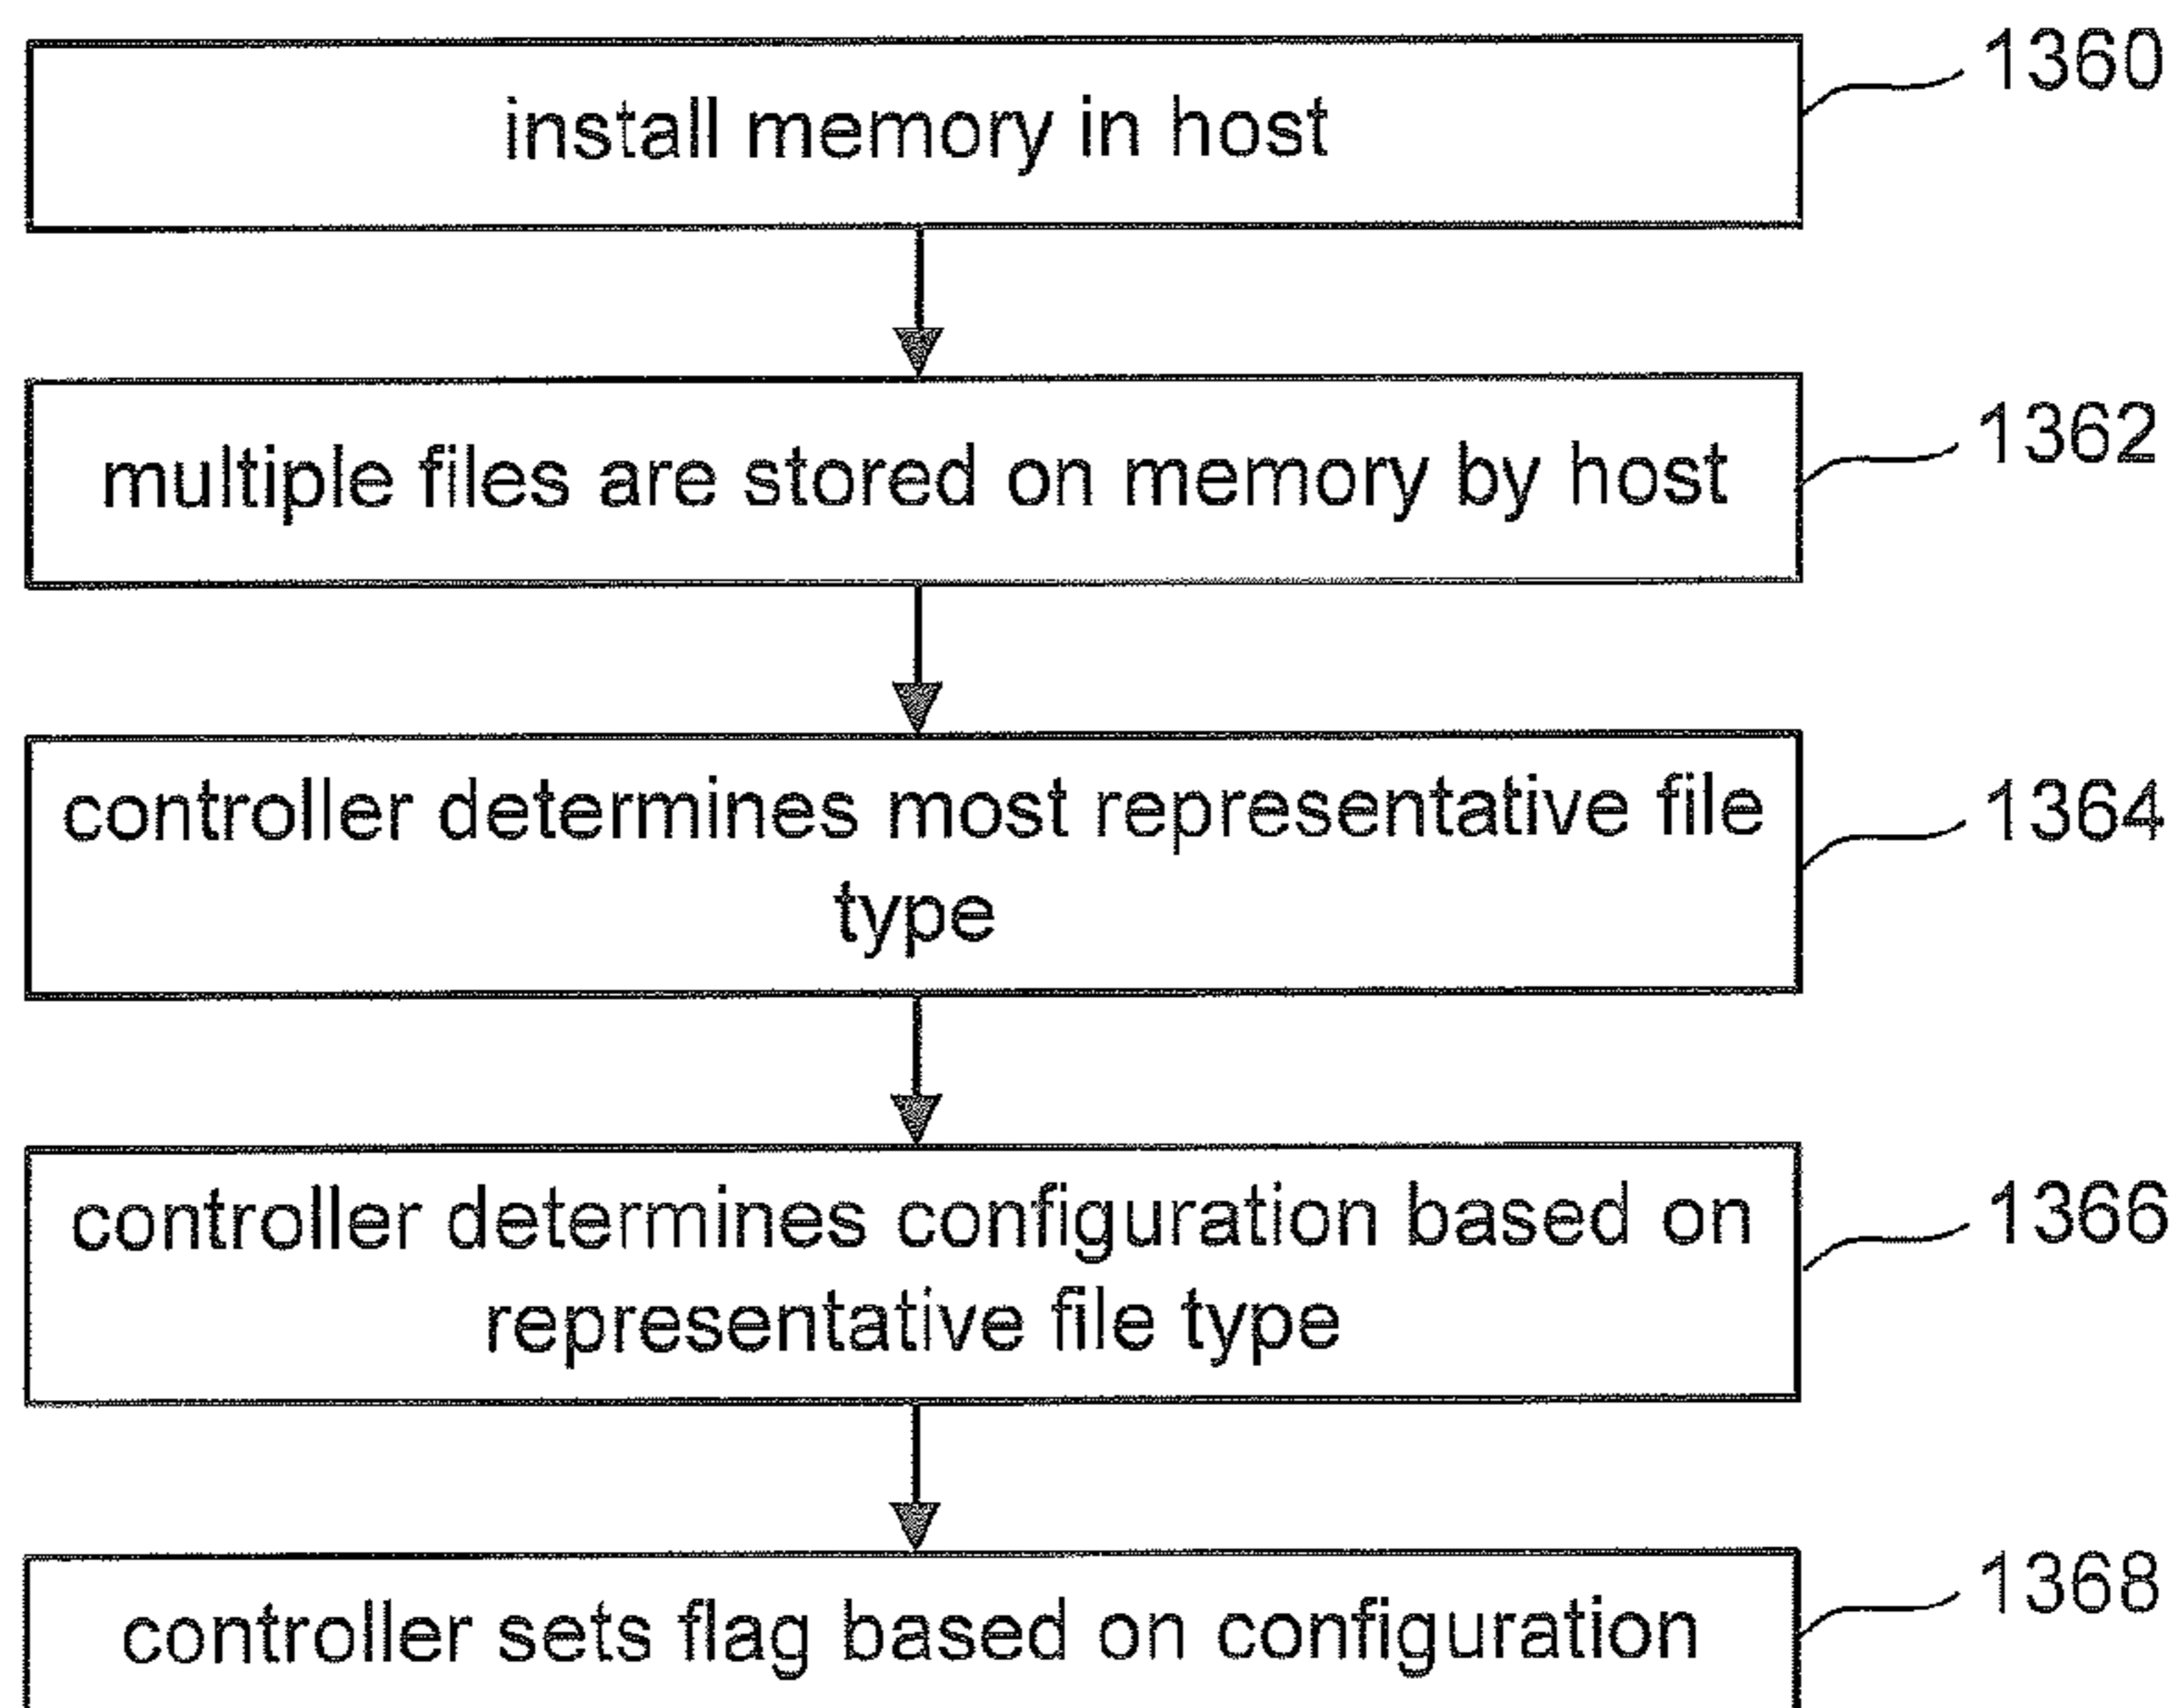 install memory in host
1360
multiple files are stored on memory by host
1362
controller determines most representative file
type
1364
controller determines configuration based on
representative file type
1366
controller sets flag based on configuration
1368